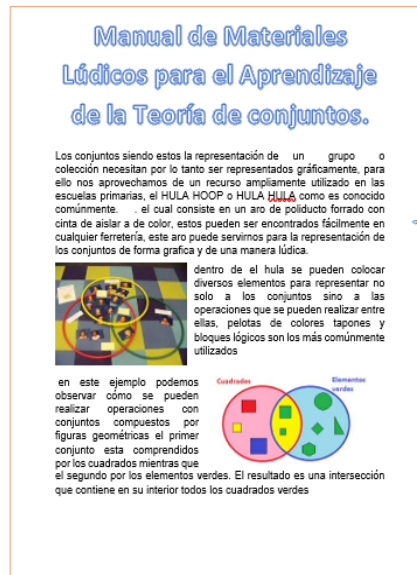 Manual de Materiales
Lúdicos para el Aprendizaje
de la Teoría de conjuntos.
Los conjuntos siendo estos la representación de un grupo o
colección necesitan por lo tanto ser representados gráficamente, para
ello nos aprovechamos de un recurso ampliamente utilizado en las
escuelas primarias, el HULA HOOP o HULA HULA como es conocido
comúnmente. . el cual consiste en un aro de poliducto forrado con
cinta de aislar a de color, estos pueden ser encontrados fácilmente en
cualquier ferretería, este aro puede servirnos para la representación de
los conjuntos de forma grafica y de una manera lúdica.
dentro de el hula se pueden colocar
diversos elementos para representar no
solo a los conjuntos sino a las
operaciones que se pueden realizar entre
ellas, pelotas de colores tapones y
bloques lógicos son los más comúnmente
utilizados
en este ejemplo podemos
observar cómo se pueden
realizar operaciones con
conjuntos compuestos por
figuras geométricas el primer
conjunto esta comprendidos
por los cuadrados mientras que
el segundo por los elementos verdes. El resultado es una intersección
que contiene en su interior todos los cuadrados verdes
Cuadrados
Elementos
verdes